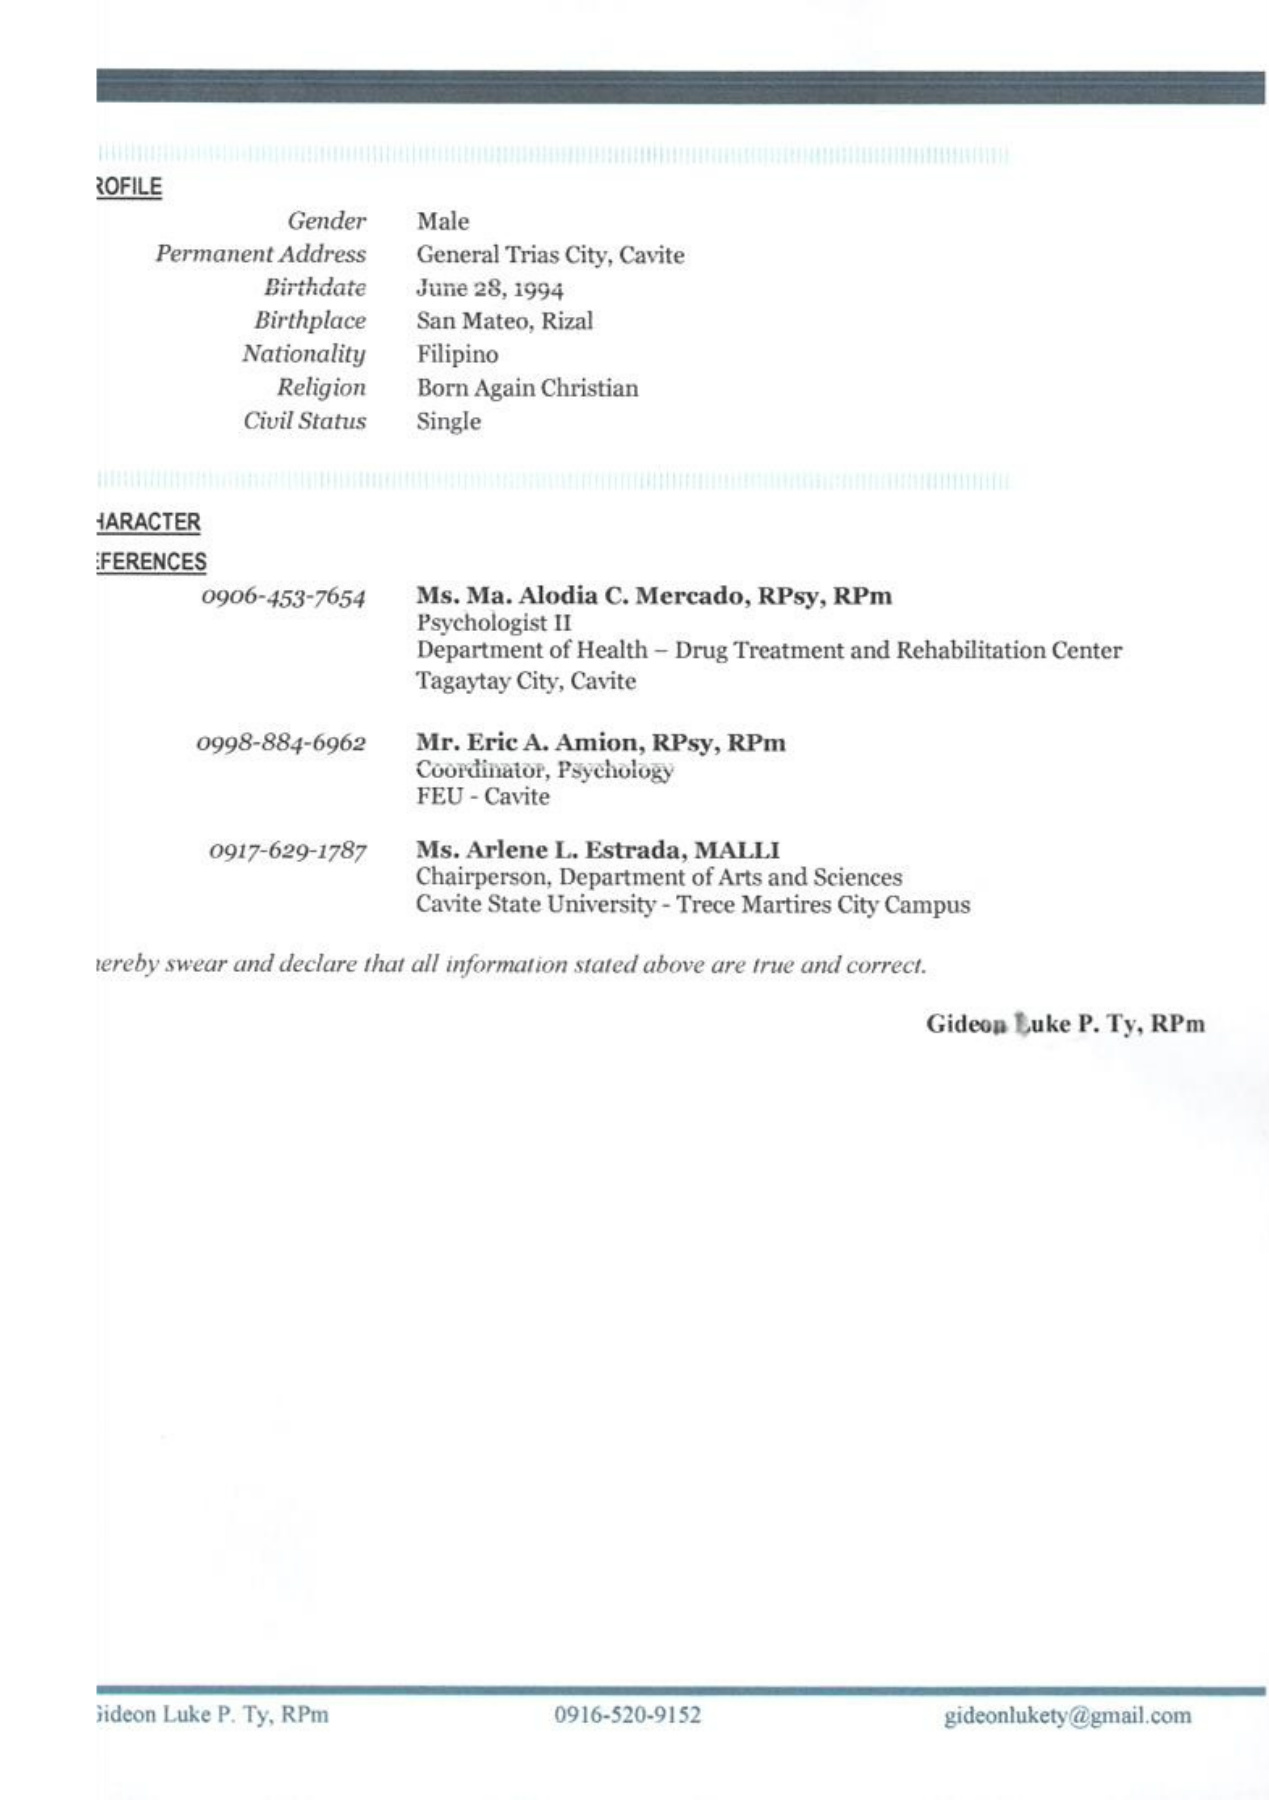 ROFILE
Gender Male
Permanent Address General Trias City, Cavite
Birthdate June 28, 1994
Birthplace San Mateo, Rizal
Nationality Filipino
Religion Born Again Christian
Civil Status Single
HARACTER
EFERENCES
0906-453-7654 Ms. Ma. Alodia C. Mercado, RPsy, RPm
Psychologist II
Department of Health – Drug Treatment and Rehabilitation Center
Tagaytay City, Cavite
0998-884-6962 Mr. Eric A. Amion, RPsy, RPm
Coordinator, Psychology
FEU - Cavite
0917-629-1787 Ms. Arlene L. Estrada, MALLI
Chairperson, Department of Arts and Sciences
Cavite State University - Trece Martires City Campus
hereby swear and declare that all information stated above are true and correct.
Gideon Luke P. Ty, RPm
Gideon Luke P. Ty, RPm 0916-520-9152 gideonlukety@gmail.com